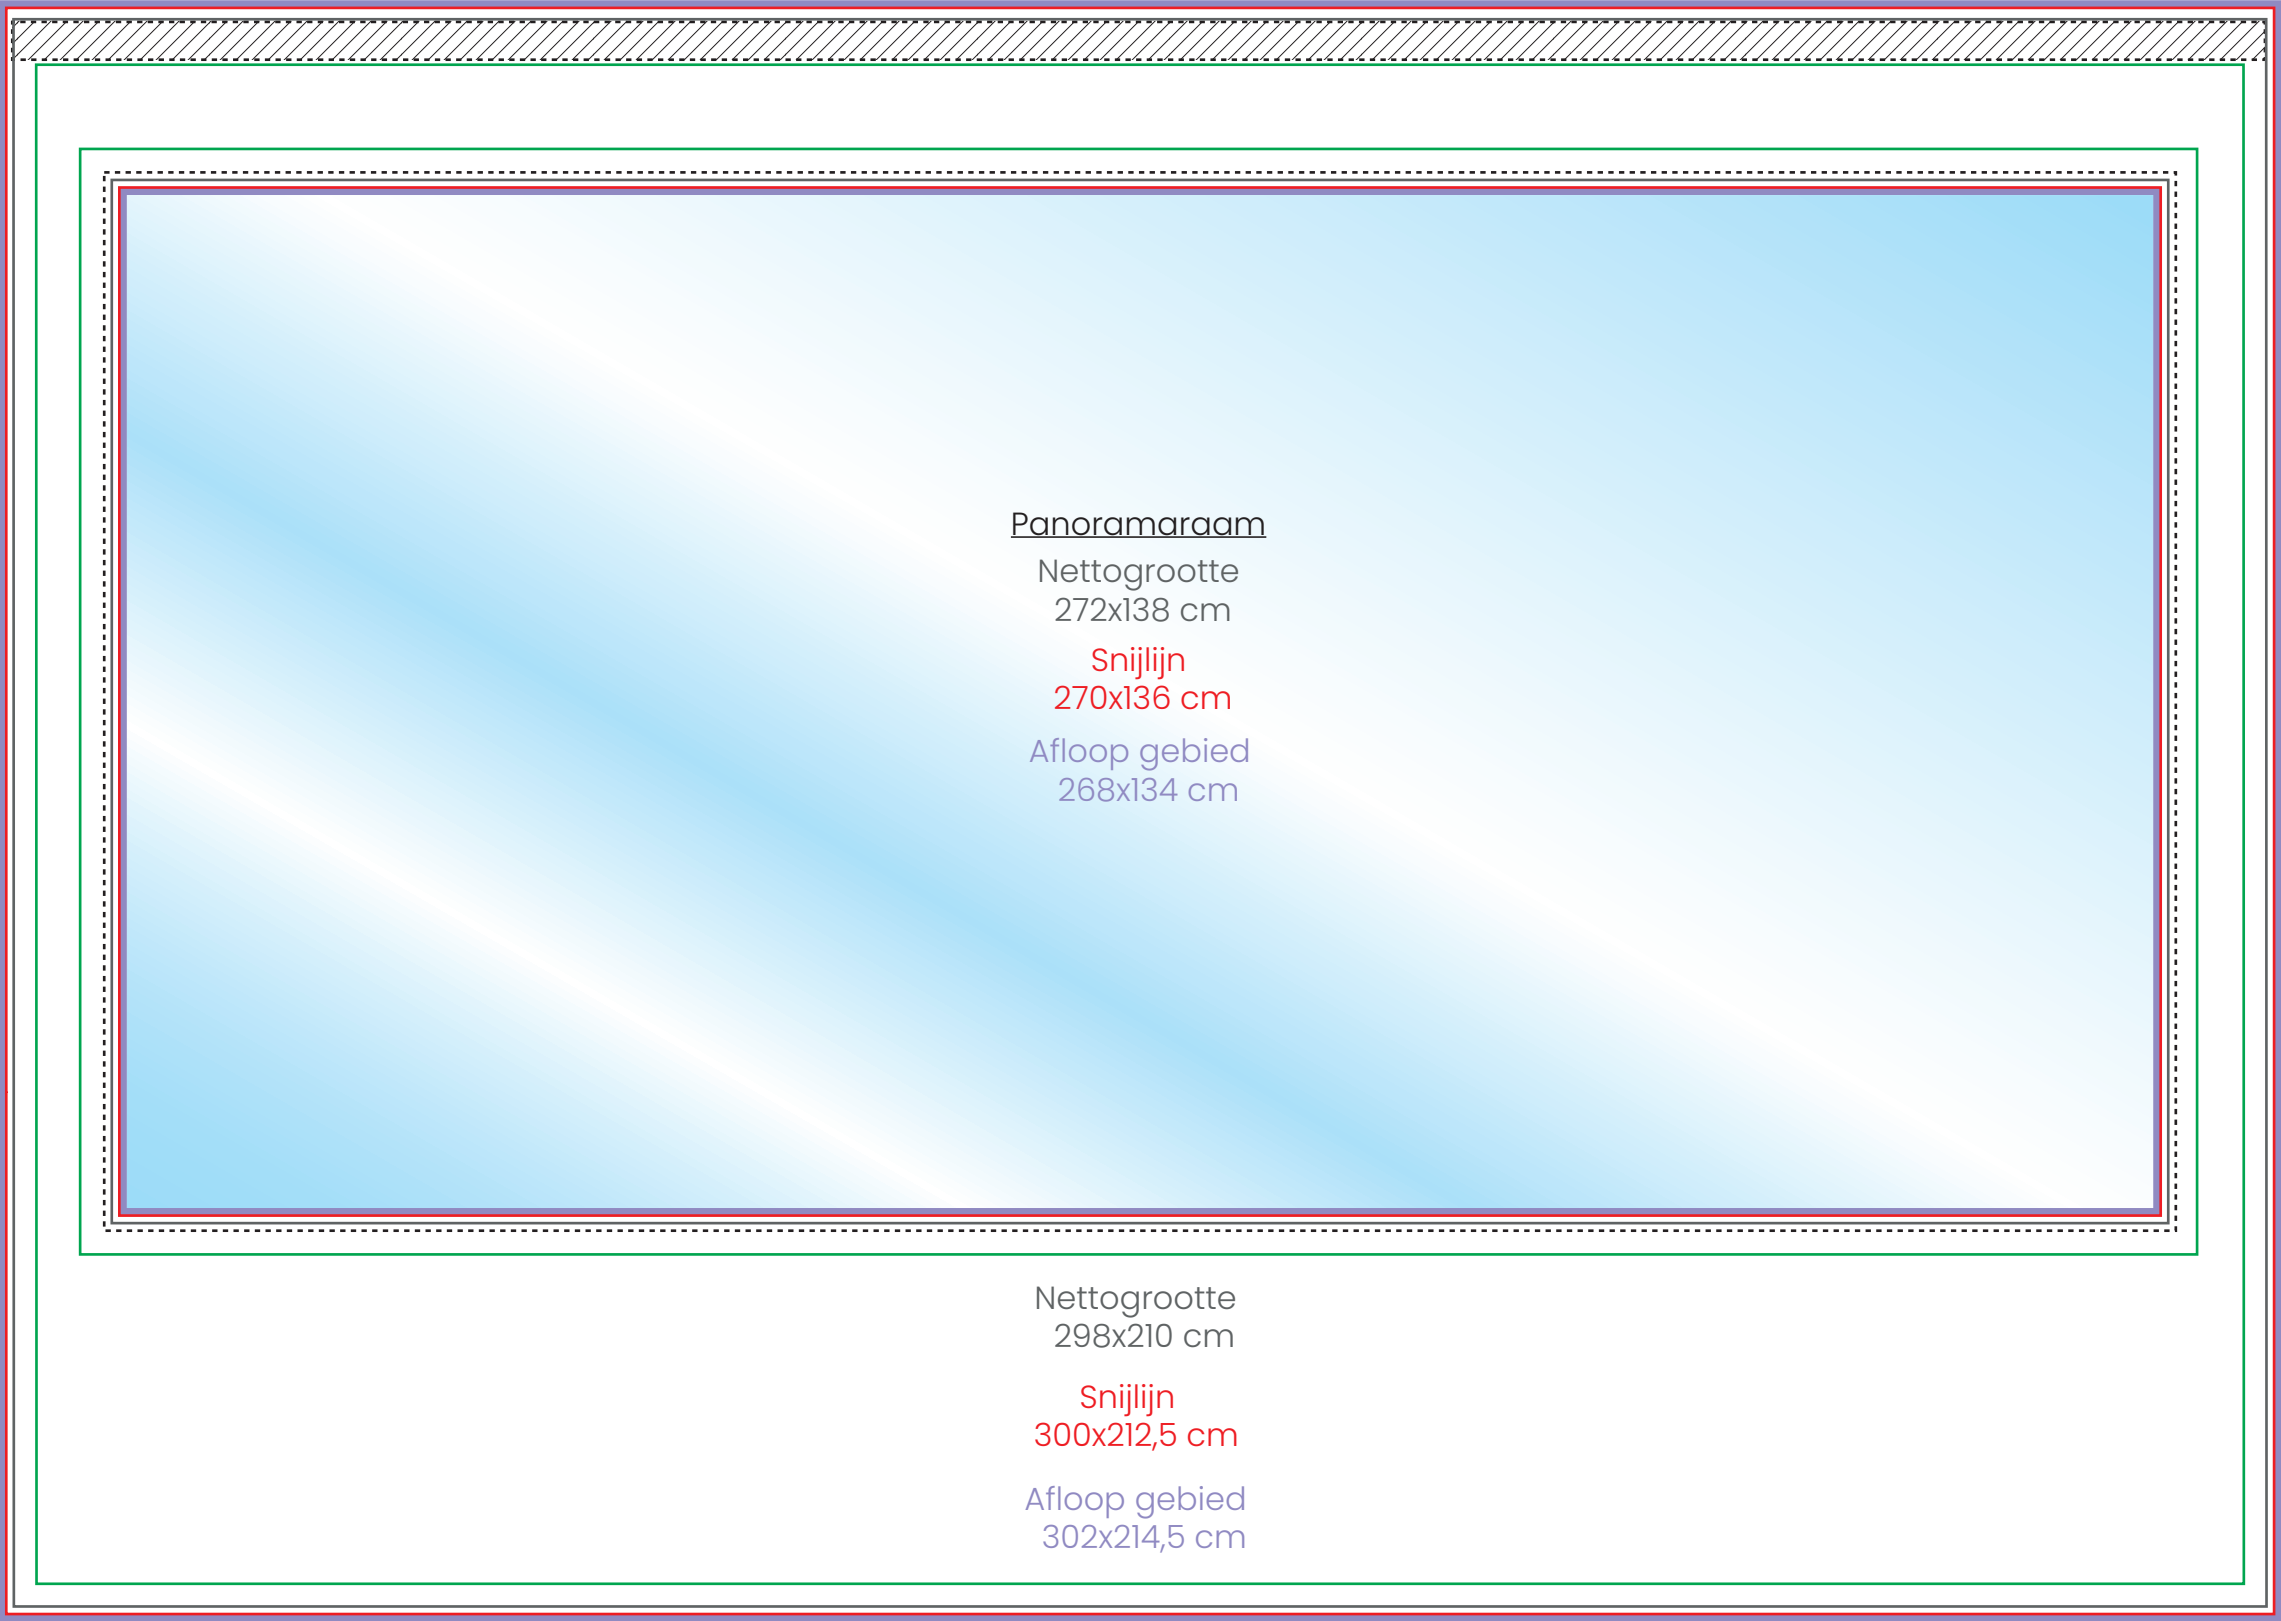 Panoramaraam
Nettogrootte
272x138 cm
Snijlijn
270x136 cm
Afloop gebied
268x134 cm
Nettogrootte
298x210 cm
Snijlijn
300x212,5 cm
Afloop gebied
302x214,5 cm